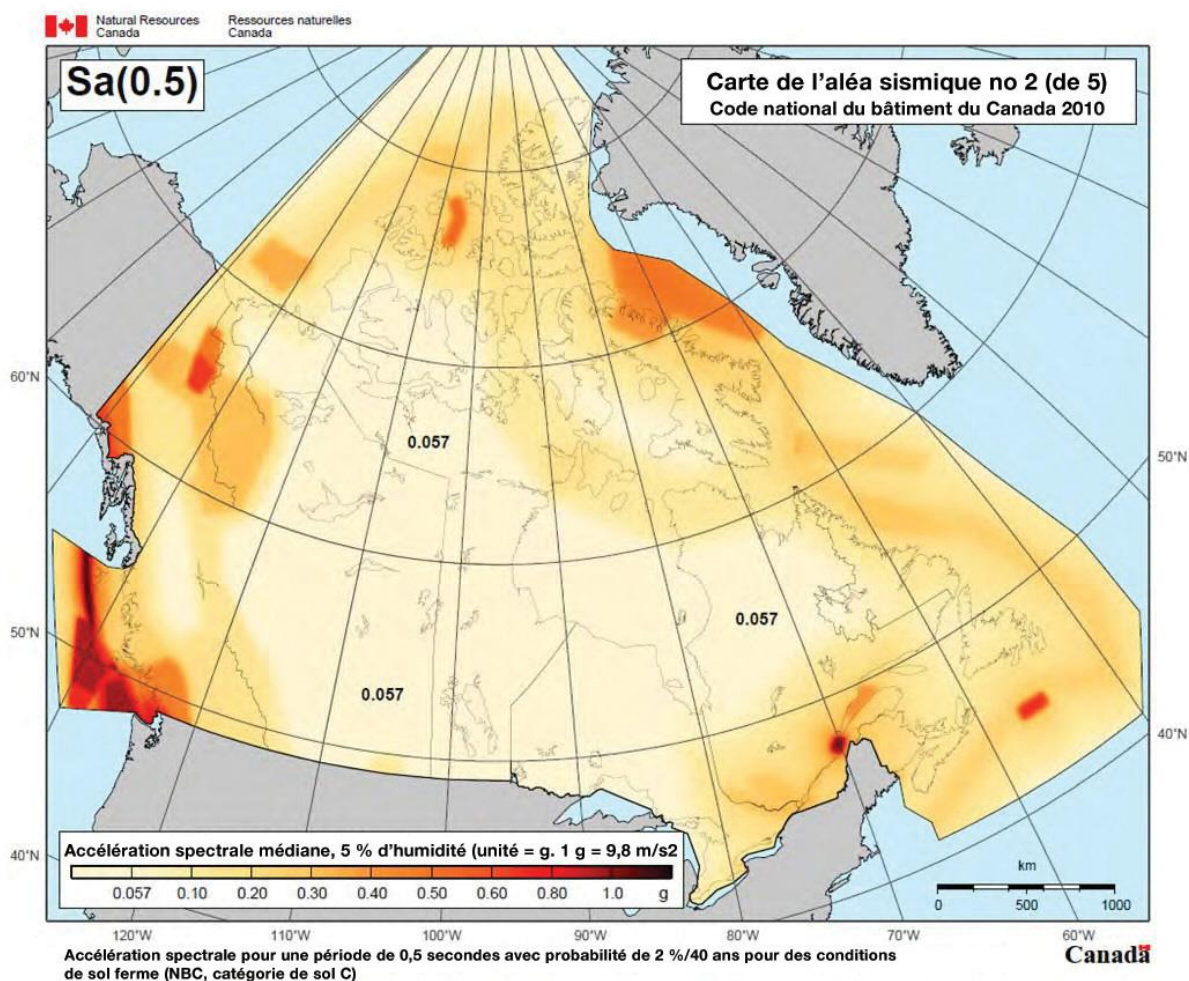 Natural Resources Canada
Ressources naturelles Canada
Sa(0.5)
Carte de l'aléa sismique no 2 (de 5)
Code national du bâtiment du Canada 2010
60°N
50°N
50°N
40°N
40°N
0.057
0.057
0.057
Accélération spectrale médiane, 5 % d'humidité (unité = g. 1 g = 9,8 m/s2
0.057 0.10 0.20 0.30 0.40 0.50 0.60 0.80 1.0 g
km
0 500 1000
120°W 110°W 100°W 90°W 80°W 70°W 60°W
Accélération spectrale pour une période de 0,5 secondes avec probabilité de 2 %/40 ans pour des conditions
de sol ferme (NBC, catégorie de sol C)
Canada